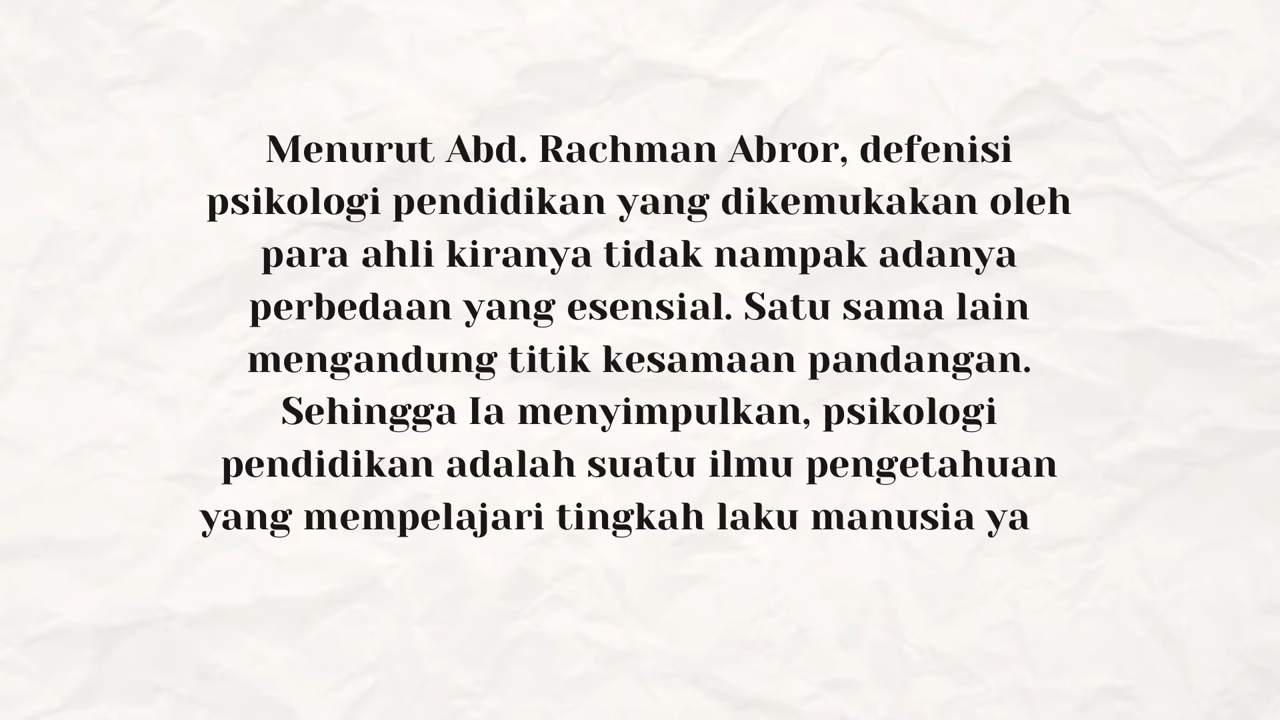 Menurut Abd. Rachman Abror, defenisi
psikologi pendidikan yang dikemukakan oleh
para ahli kiranya tidak nampak adanya
perbedaan yang esensial. Satu sama lain
mengandung titik kesamaan pandangan.
Sehingga Ia menyimpulkan, psikologi
pendidikan adalah suatu ilmu pengetahuan
yang mempelajari tingkah laku manusia ya